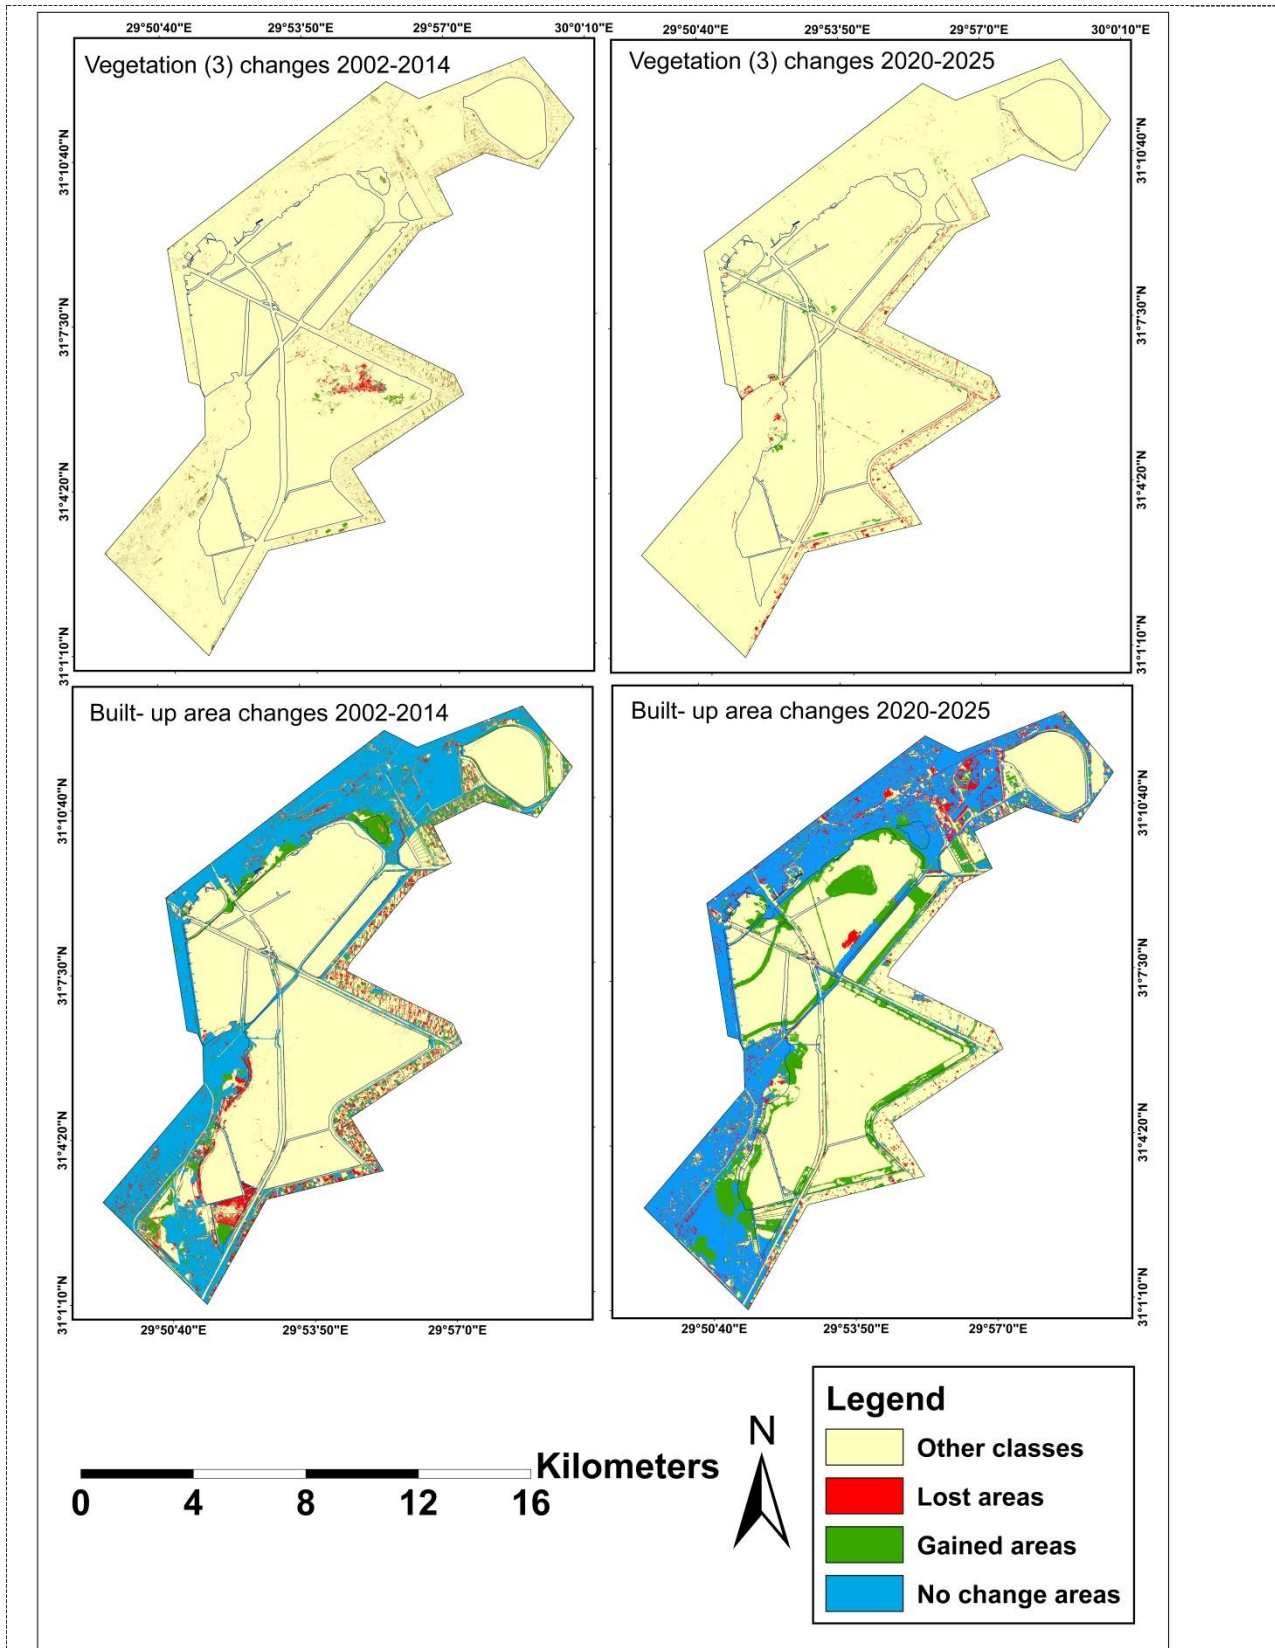 29°50'40"E 29°53'50"E 29°57'0"E 30°0'10"E 29°50'40"E 29°53'50"E 29°57'0"E 30°0'10"E
Vegetation (3) changes 2002-2014
Vegetation (3) changes 2020-2025
31°10'40"N
31°7'30"N
31°4'20"N
31°1'10"N
31°10'40"N
31°7'30"N
31°4'20"N
31°1'10"N
Built- up area changes 2002-2014
Built- up area changes 2020-2025
31°10'40"N
31°7'30"N
31°4'20"N
31°1'10"N
31°10'40"N
31°7'30"N
31°4'20"N
31°1'10"N
29°50'40"E 29°53'50"E 29°57'0"E 29°50'40"E 29°53'50"E 29°57'0"E
Kilometers
0 4 8 12 16
N
Legend
Other classes
Lost areas
Gained areas
No change areas